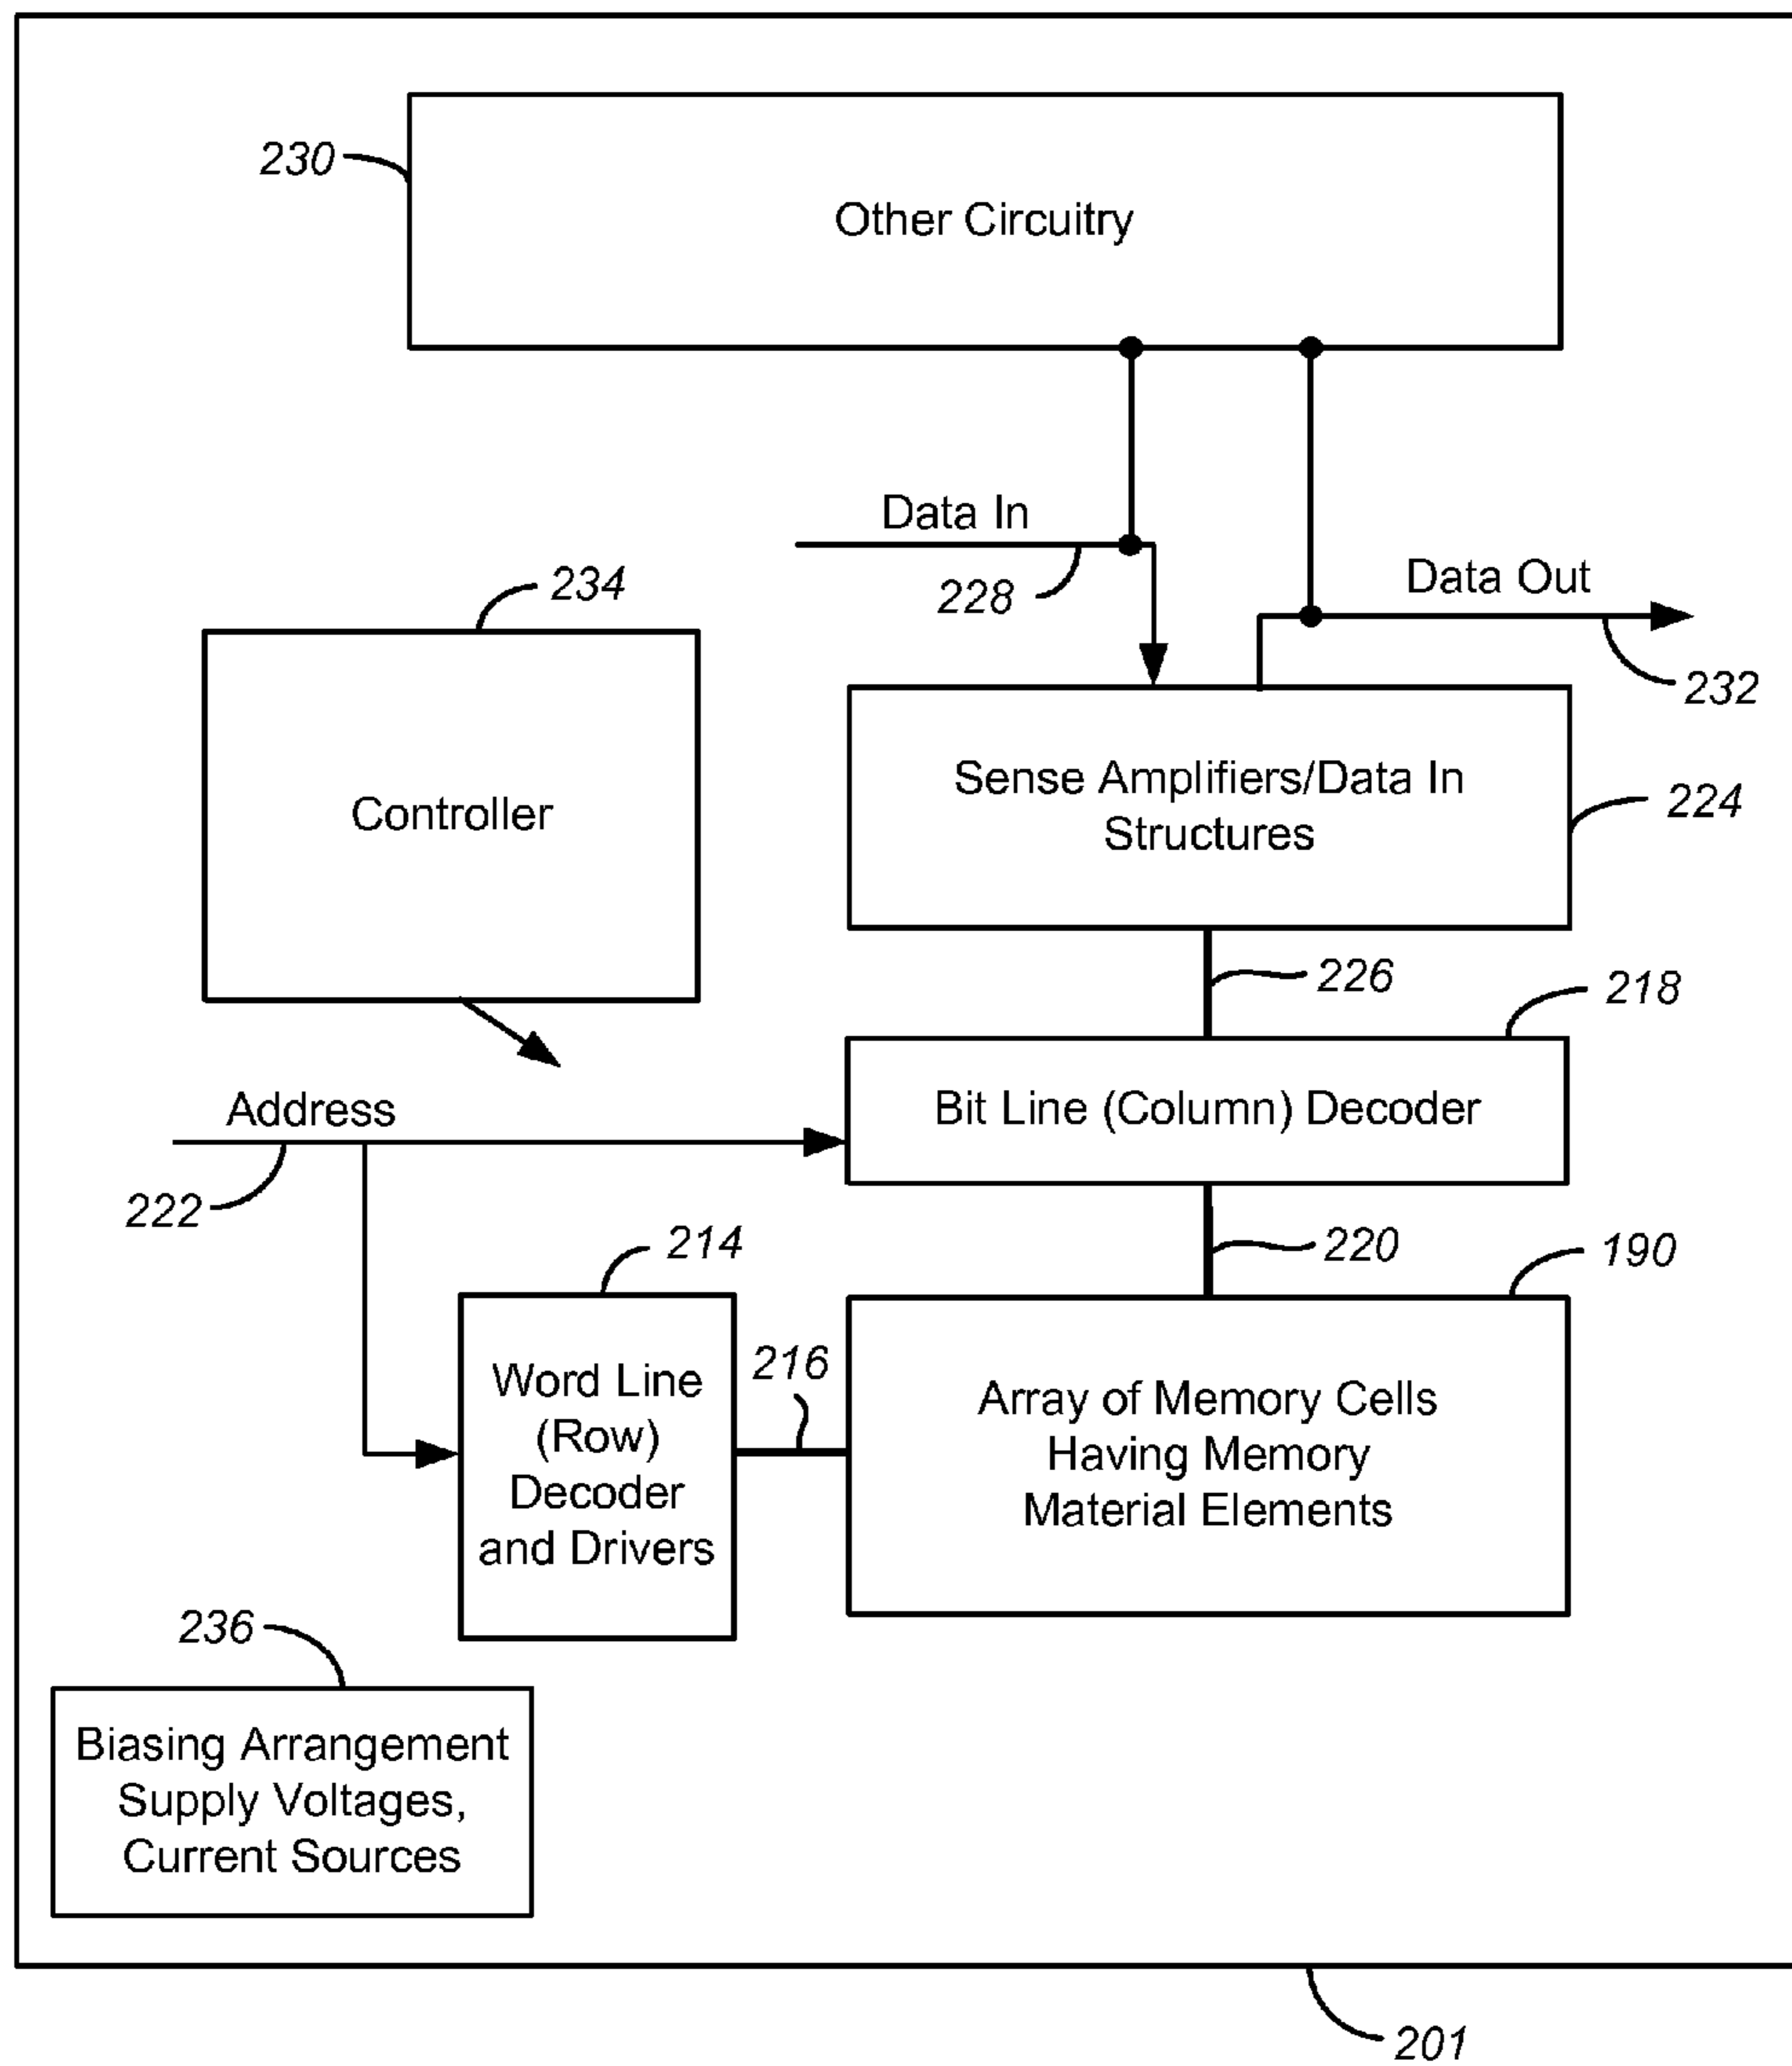 230
Other Circuitry
Data In
228
234
Data Out
232
Controller
Sense Amplifiers/Data In
Structures
224
226
218
Address
Bit Line (Column) Decoder
222
214
220
190
216
Word Line
(Row)
Decoder
and Drivers
Array of Memory Cells
Having Memory
Material Elements
236
Biasing Arrangement
Supply Voltages,
Current Sources
201